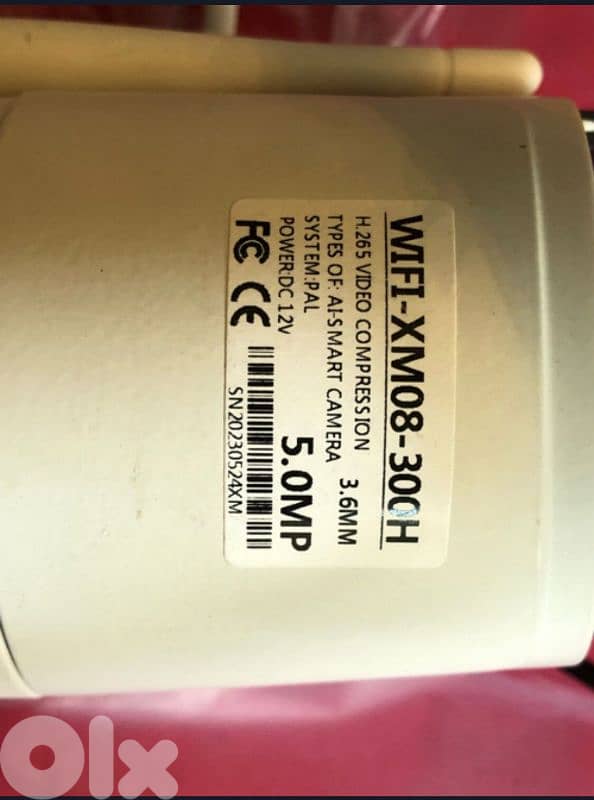 WIFI-XM08-300H
H.265 VIDEO COMPRESSION
TYPES OF: AI-SMART CAMERA 3.6MM
SYSTEM:PAL
POWER:DC 12V 5.0MP
FC CE
SN20230524XM
OLX